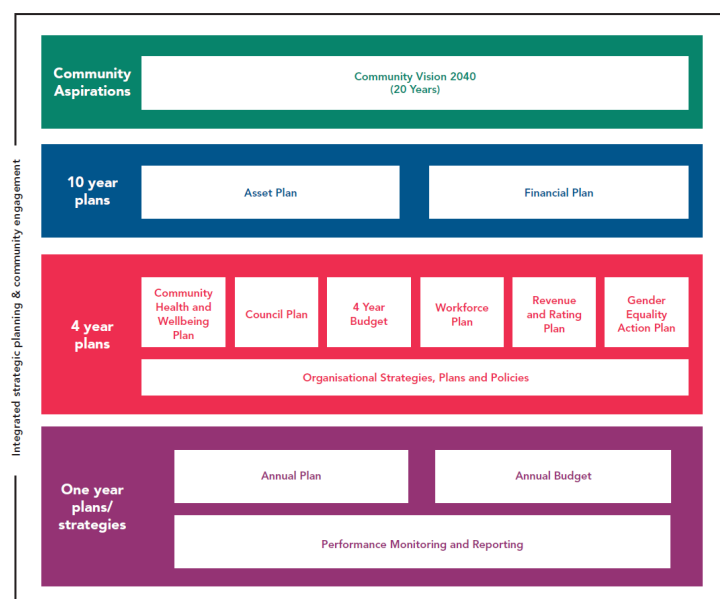 Integrated strategic planning & community engagement
Community
Aspirations
Community Vision 2040
(20 Years)
10 year
plans
Asset Plan
Financial Plan
4 year
plans
Community
Health and
Wellbeing
Plan
Council Plan
4 Year
Budget
Workforce
Plan
Revenue
and Rating
Plan
Gender
Equality
Action Plan
Organisational Strategies, Plans and Policies
One year
plans/
strategies
Annual Plan
Annual Budget
Performance Monitoring and Reporting